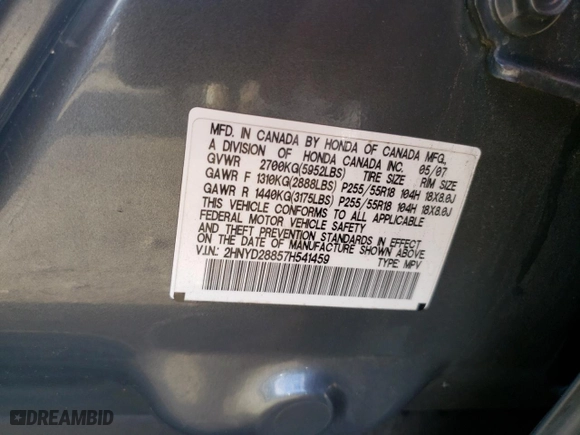 MFD. IN CANADA BY HONDA OF CANADA MFG.
A DIVISION OF HONDA CANADA INC. 05/07
GVWR 2700KG(5952LBS) TIRE SIZE RIM SIZE
GAWR F 1310KG(2888LBS) P255/55R18 104H 18X8.0J
GAWR R 1440KG(3175LBS) P255/55R18 104H 18X8.0J
THIS VEHICLE CONFORMS TO ALL APPLICABLE
FEDERAL MOTOR VEHICLE SAFETY
AND THEFT PREVENTION STANDARDS IN EFFECT
ON THE DATE OF MANUFACTURE SHOWN ABOVE.
V.I.N.: 2HNYD28857H541459 TYPE: MPV
DREAMBID